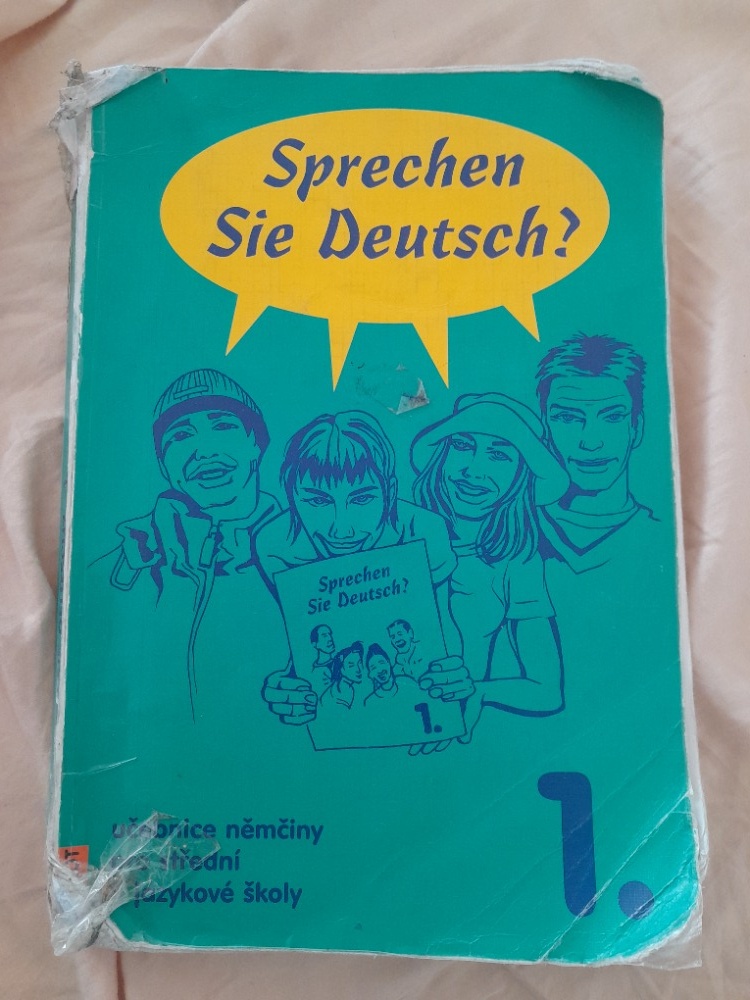 Sprechen
Sie Deutsch?
Sprechen
Sie Deutsch?
1.
učebnice němčiny
střední
jazykové školy
1.